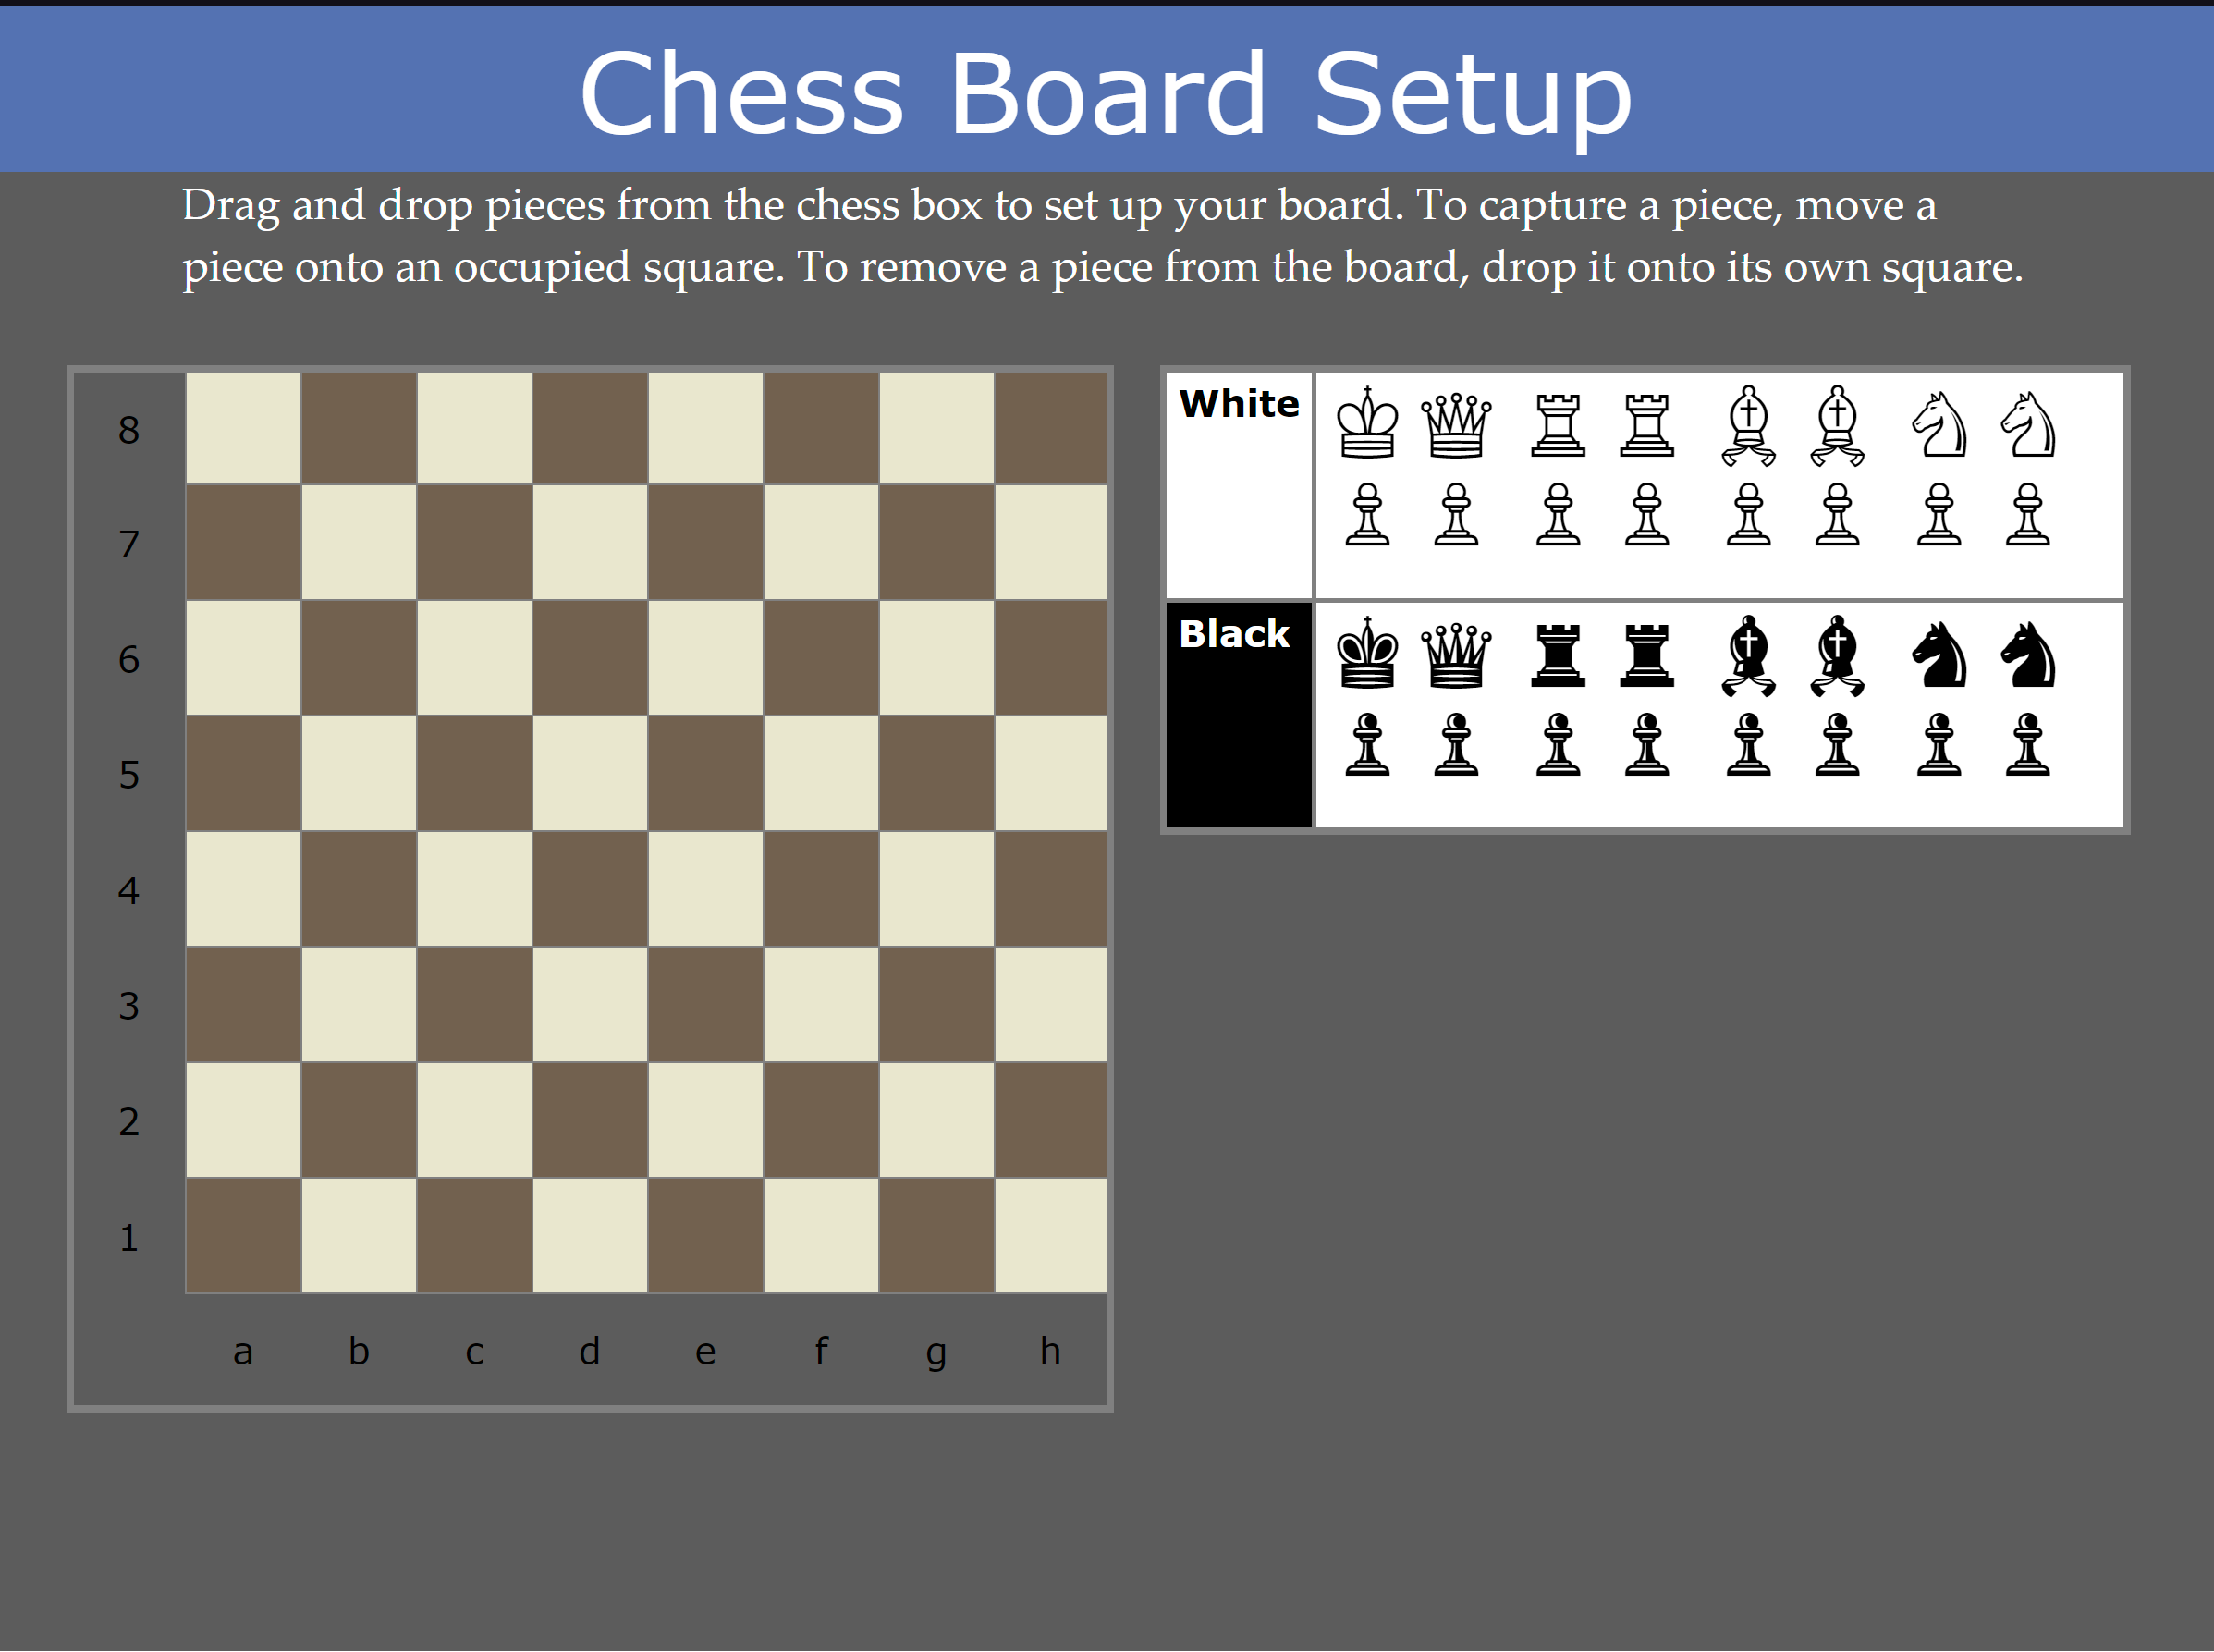 Chess Board Setup
Drag and drop pieces from the chess box to set up your board. To capture a piece, move a
piece onto an occupied square. To remove a piece from the board, drop it onto its own square.
8
7
6
5
4
3
2
1
a b c d e f g h
White
Black